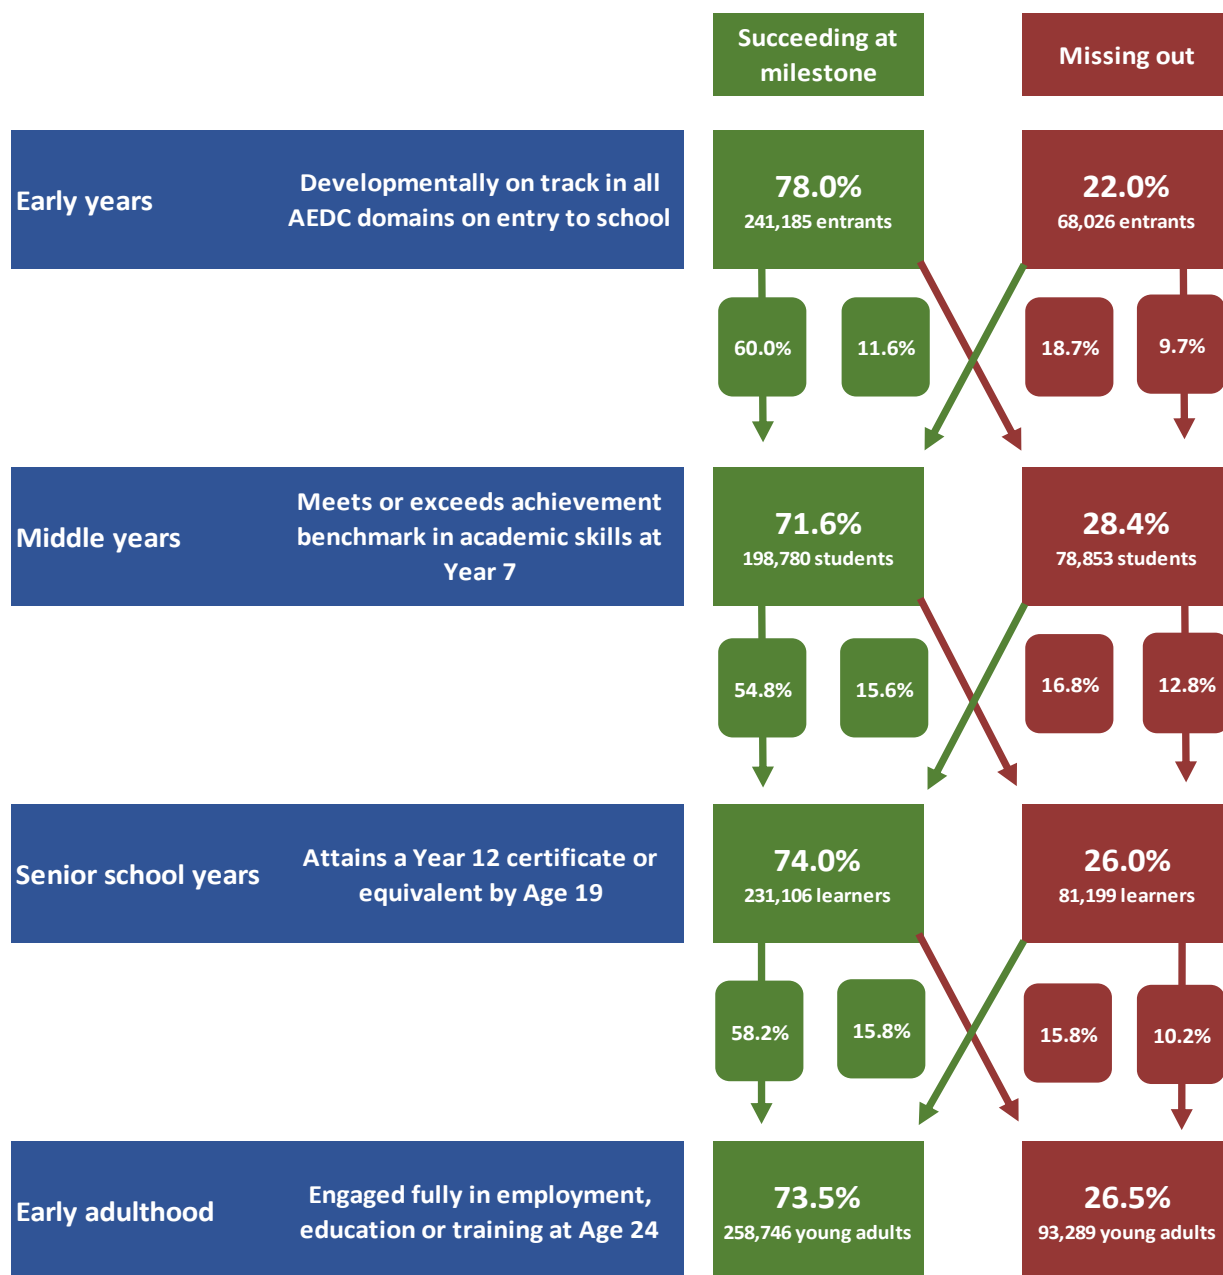 Succeeding at
milestone
Missing out
Early years
Developmentally on track in all
AEDC domains on entry to school
78.0%
241,185 entrants
22.0%
68,026 entrants
60.0%
11.6%
18.7%
9.7%
Middle years
Meets or exceeds achievement
benchmark in academic skills at
Year 7
71.6%
198,780 students
28.4%
78,853 students
54.8%
15.6%
16.8%
12.8%
Senior school years
Attains a Year 12 certificate or
equivalent by Age 19
74.0%
231,106 learners
26.0%
81,199 learners
58.2%
15.8%
15.8%
10.2%
Early adulthood
Engaged fully in employment,
education or training at Age 24
73.5%
258,746 young adults
26.5%
93,289 young adults